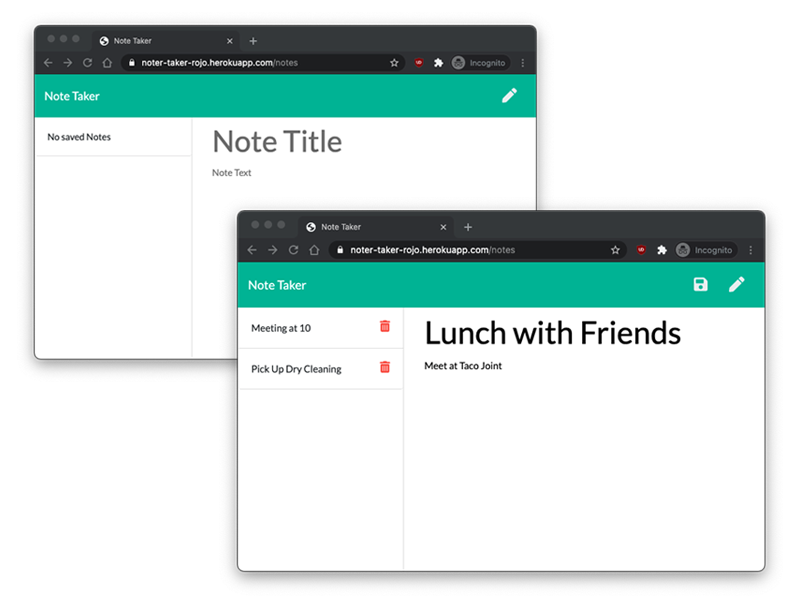 Note Taker
noter-taker-rojo.herokuapp.com/notes
Incognito
Note Taker
No saved Notes
Note Title
Note Text
Note Taker
noter-taker-rojo.herokuapp.com/notes
Incognito
Note Taker
Meeting at 10
Pick Up Dry Cleaning
Lunch with Friends
Meet at Taco Joint